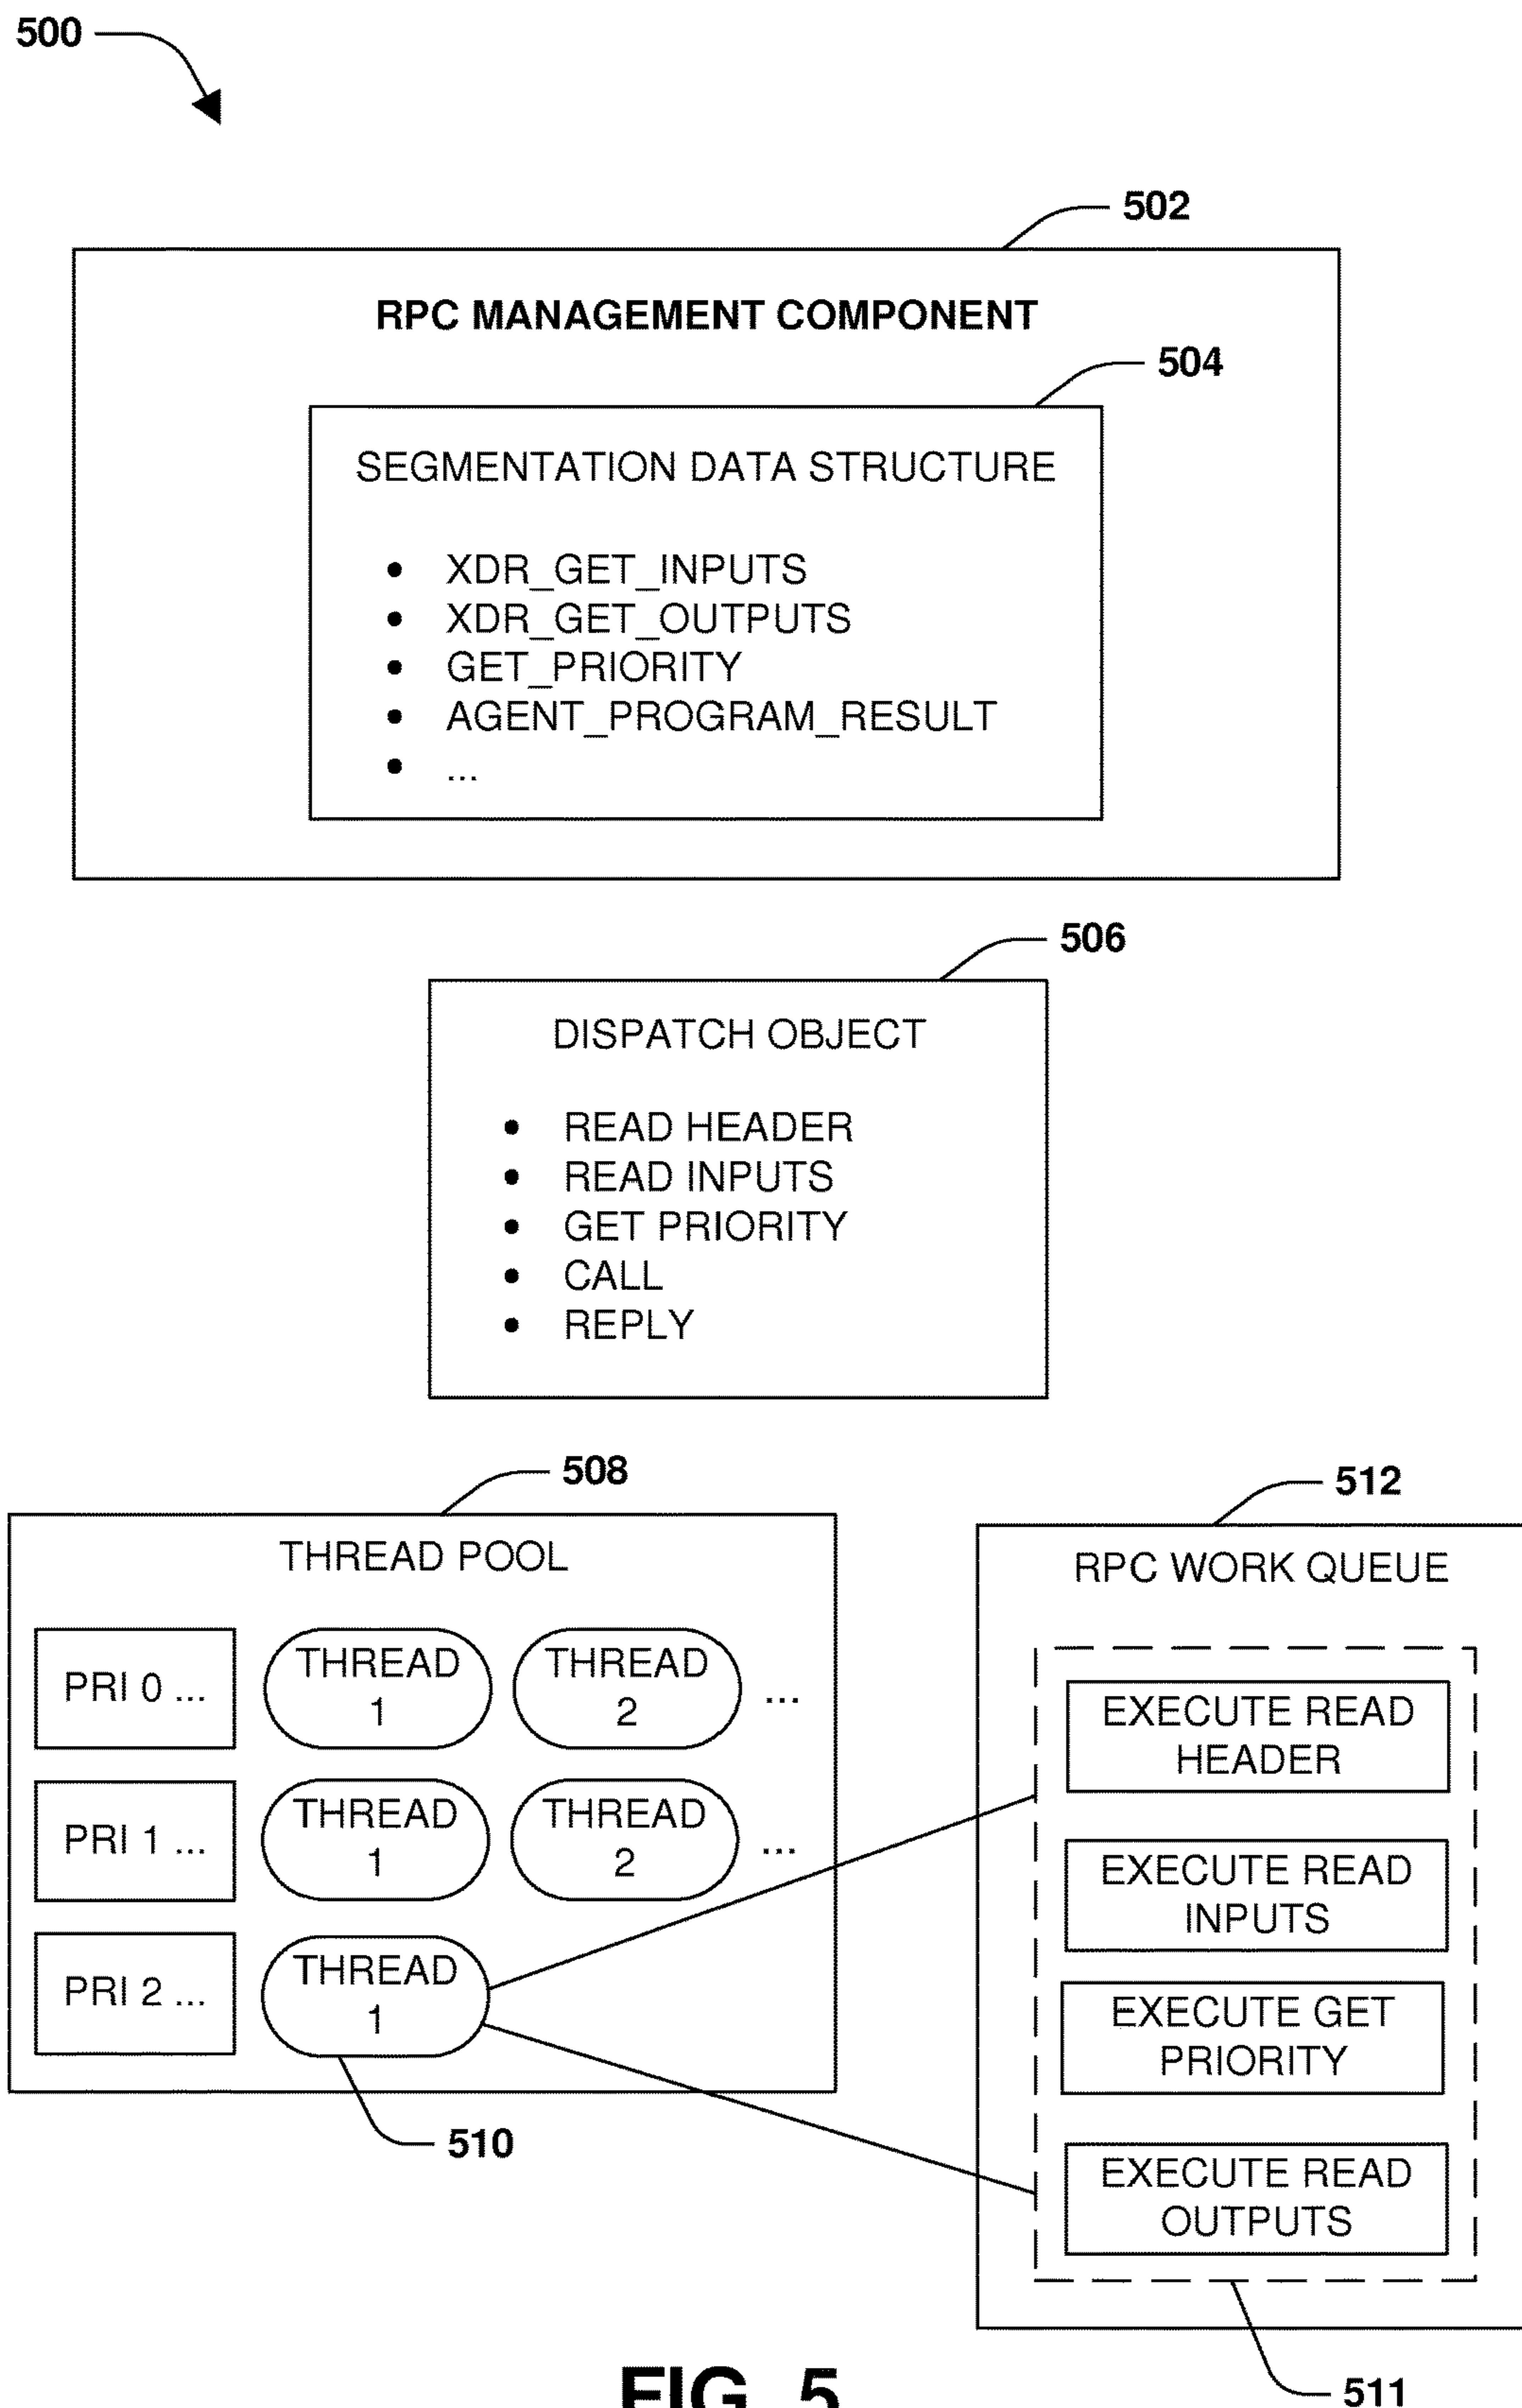 500
502
RPC MANAGEMENT COMPONENT
504
SEGMENTATION DATA STRUCTURE
• XDR_GET_INPUTS
• XDR_GET_OUTPUTS
• GET_PRIORITY
• AGENT_PROGRAM_RESULT
• ...
506
DISPATCH OBJECT
• READ HEADER
• READ INPUTS
• GET PRIORITY
• CALL
• REPLY
508
THREAD POOL
PRI 0 ...
THREAD
1
THREAD
2
...
PRI 1 ...
THREAD
1
THREAD
2
...
PRI 2 ...
THREAD
1
510
512
RPC WORK QUEUE
EXECUTE READ
HEADER
EXECUTE READ
INPUTS
EXECUTE GET
PRIORITY
EXECUTE READ
OUTPUTS
511
FIG. 5